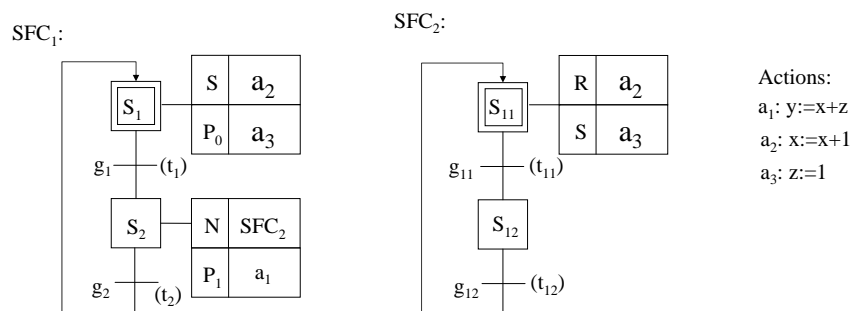 SFC₁:
S₁
S a₂
P₀ a₃
g₁ (t₁)
S₂
N SFC₂
P₁ a₁
g₂ (t₂)
SFC₂:
S₁₁
R a₂
S a₃
g₁₁ (t₁₁)
S₁₂
g₁₂ (t₁₂)
Actions:
a₁: y:=x+z
a₂: x:=x+1
a₃: z:=1